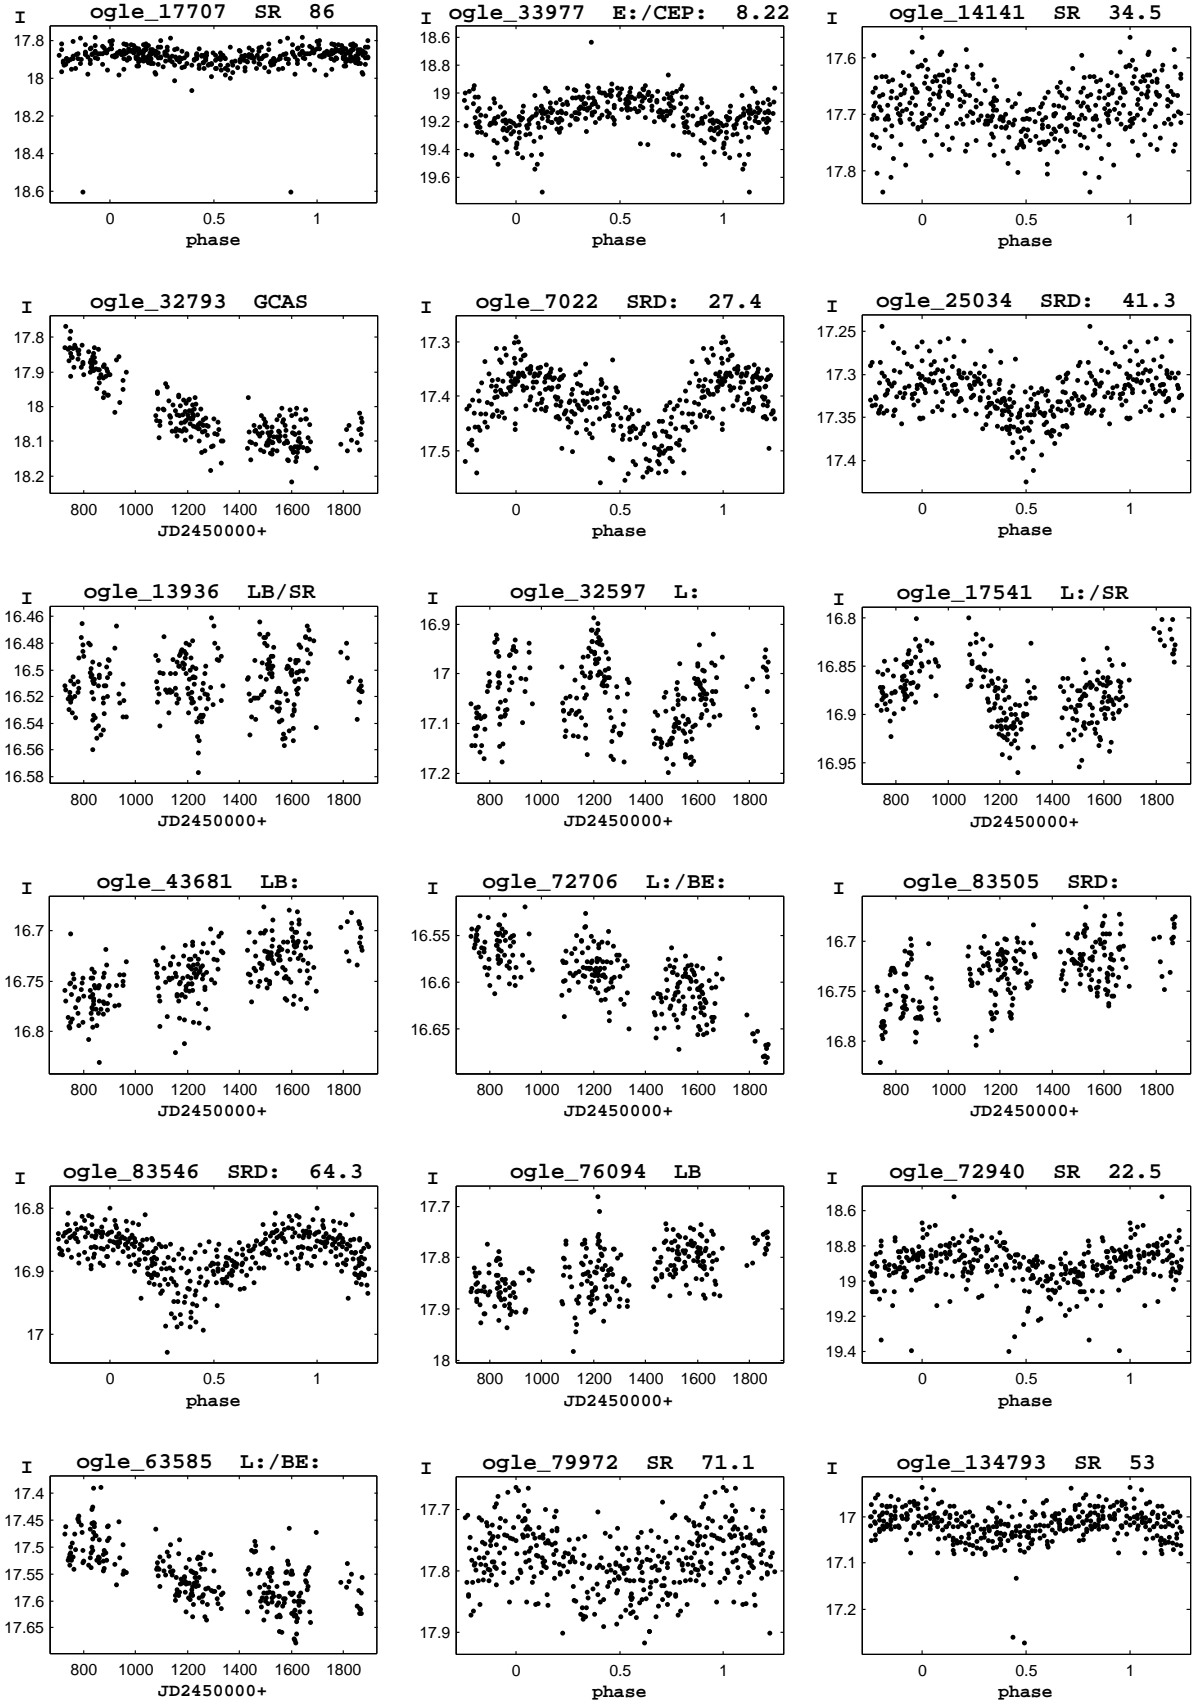 ogle_17707 SR 86
I
17.8
18
18.2
18.4
18.6
0 0.5 1
phase
ogle_33977 E:/CEP: 8.22
I
18.6
18.8
19
19.2
19.4
19.6
0 0.5 1
phase
ogle_14141 SR 34.5
I
17.6
17.7
17.8
0 0.5 1
phase
ogle_32793 GCAS
I
17.8
17.9
18
18.1
18.2
800 1000 1200 1400 1600 1800
JD2450000+
ogle_7022 SRD: 27.4
I
17.3
17.4
17.5
0 0.5 1
phase
ogle_25034 SRD: 41.3
I
17.25
17.3
17.35
17.4
0 0.5 1
phase
ogle_13936 LB/SR
I
16.46
16.48
16.5
16.52
16.54
16.56
16.58
800 1000 1200 1400 1600 1800
JD2450000+
ogle_32597 L:
I
16.9
17
17.1
17.2
800 1000 1200 1400 1600 1800
JD2450000+
ogle_17541 L:/SR
I
16.8
16.85
16.9
16.95
800 1000 1200 1400 1600 1800
JD2450000+
ogle_43681 LB:
I
16.7
16.75
16.8
800 1000 1200 1400 1600 1800
JD2450000+
ogle_72706 L:/BE:
I
16.55
16.6
16.65
800 1000 1200 1400 1600 1800
JD2450000+
ogle_83505 SRD:
I
16.7
16.75
16.8
800 1000 1200 1400 1600 1800
JD2450000+
ogle_83546 SRD: 64.3
I
16.8
16.9
17
0 0.5 1
phase
ogle_76094 LB
I
17.7
17.8
17.9
18
800 1000 1200 1400 1600 1800
JD2450000+
ogle_72940 SR 22.5
I
18.6
18.8
19
19.2
19.4
0 0.5 1
phase
ogle_63585 L:/BE:
I
17.4
17.45
17.5
17.55
17.6
17.65
800 1000 1200 1400 1600 1800
JD2450000+
ogle_79972 SR 71.1
I
17.7
17.8
17.9
0 0.5 1
phase
ogle_134793 SR 53
I
17
17.1
17.2
0 0.5 1
phase